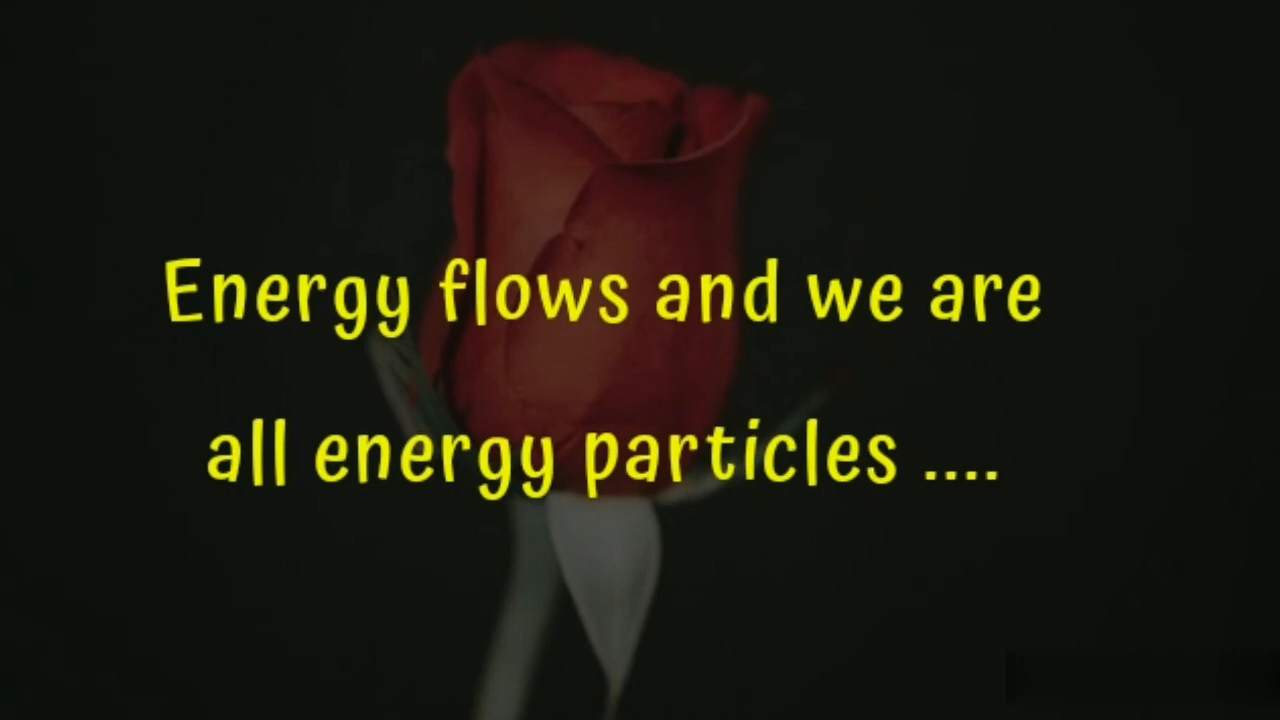 Energy flows and we are
all energy particles ....